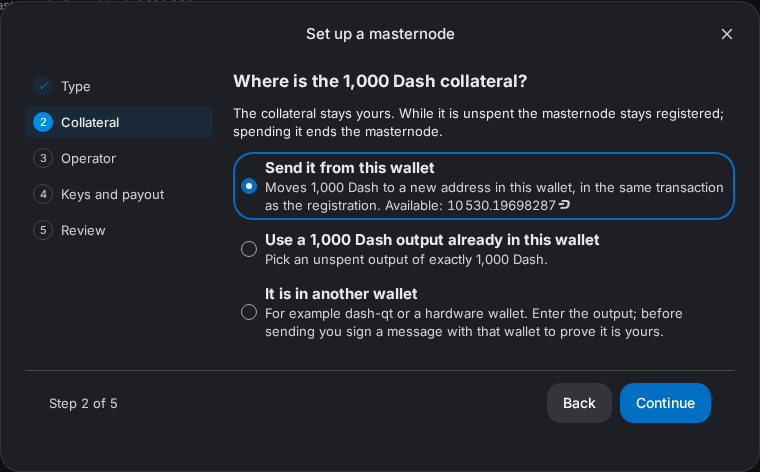 Set up a masternode
Type
2 Collateral
3 Operator
4 Keys and payout
5 Review
Where is the 1,000 Dash collateral?
The collateral stays yours. While it is unspent the masternode stays registered;
spending it ends the masternode.
Send it from this wallet
Moves 1,000 Dash to a new address in this wallet, in the same transaction
as the registration. Available: 10 530.19698287
Use a 1,000 Dash output already in this wallet
Pick an unspent output of exactly 1,000 Dash.
It is in another wallet
For example dash-qt or a hardware wallet. Enter the output; before
sending you sign a message with that wallet to prove it is yours.
Step 2 of 5
Back
Continue